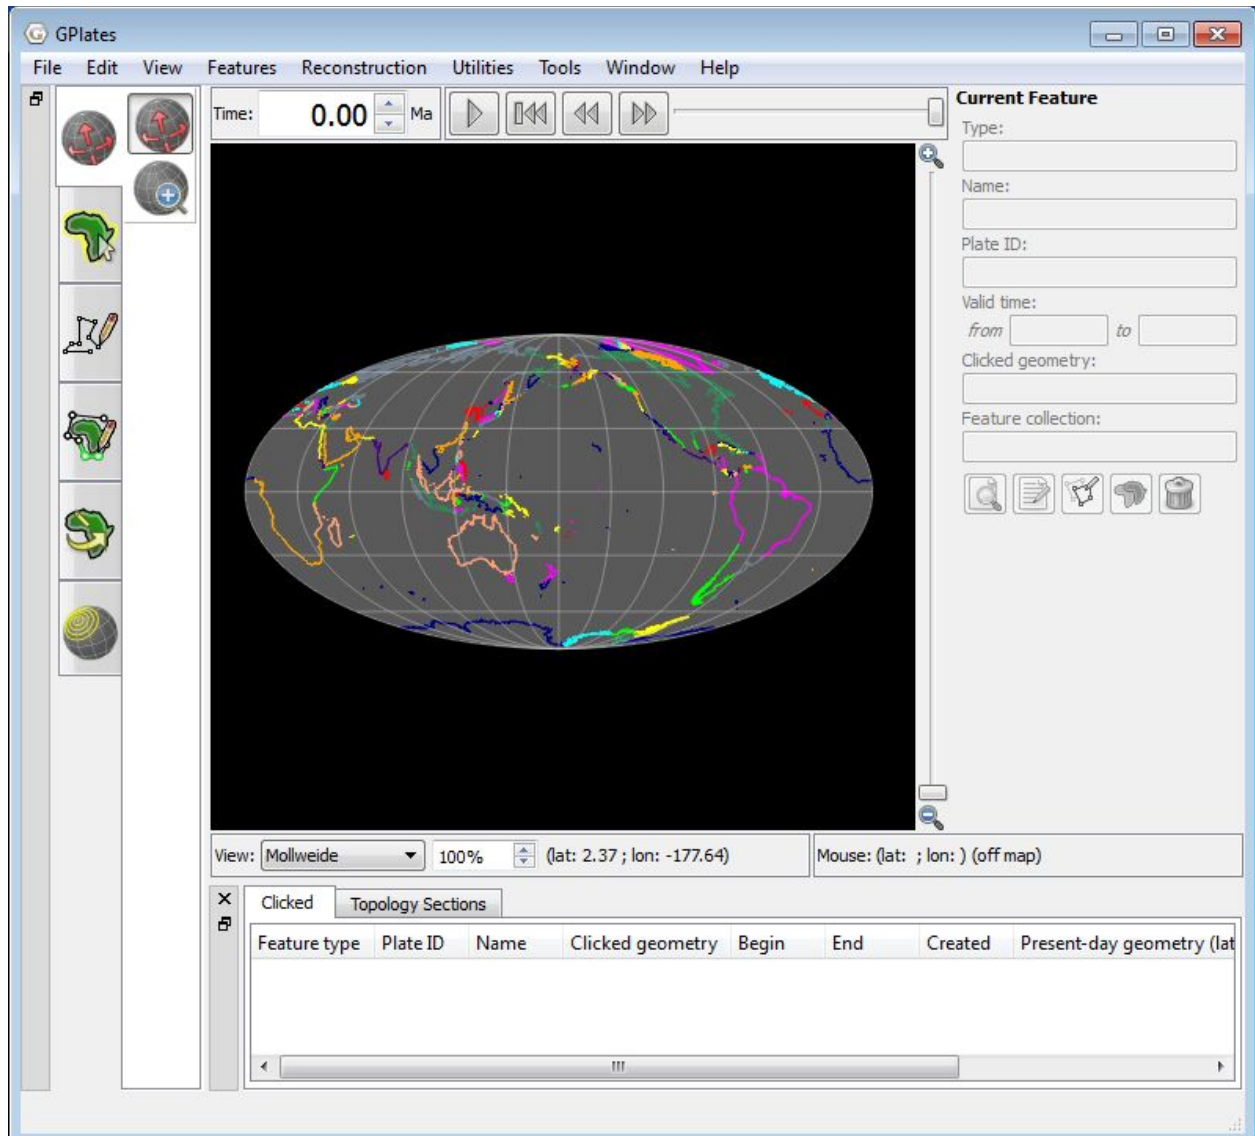 GPlates
File Edit View Features Reconstruction Utilities Tools Window Help
Time: 0.00 Ma
Current Feature
Type:
Name:
Plate ID:
Valid time:
from to
Clicked geometry:
Feature collection:
View: Mollweide 100% (lat: 2.37 ; lon: -177.64) Mouse: (lat: ; lon: ) (off map)
Clicked Topology Sections
Feature type Plate ID Name Clicked geometry Begin End Created Present-day geometry (lat